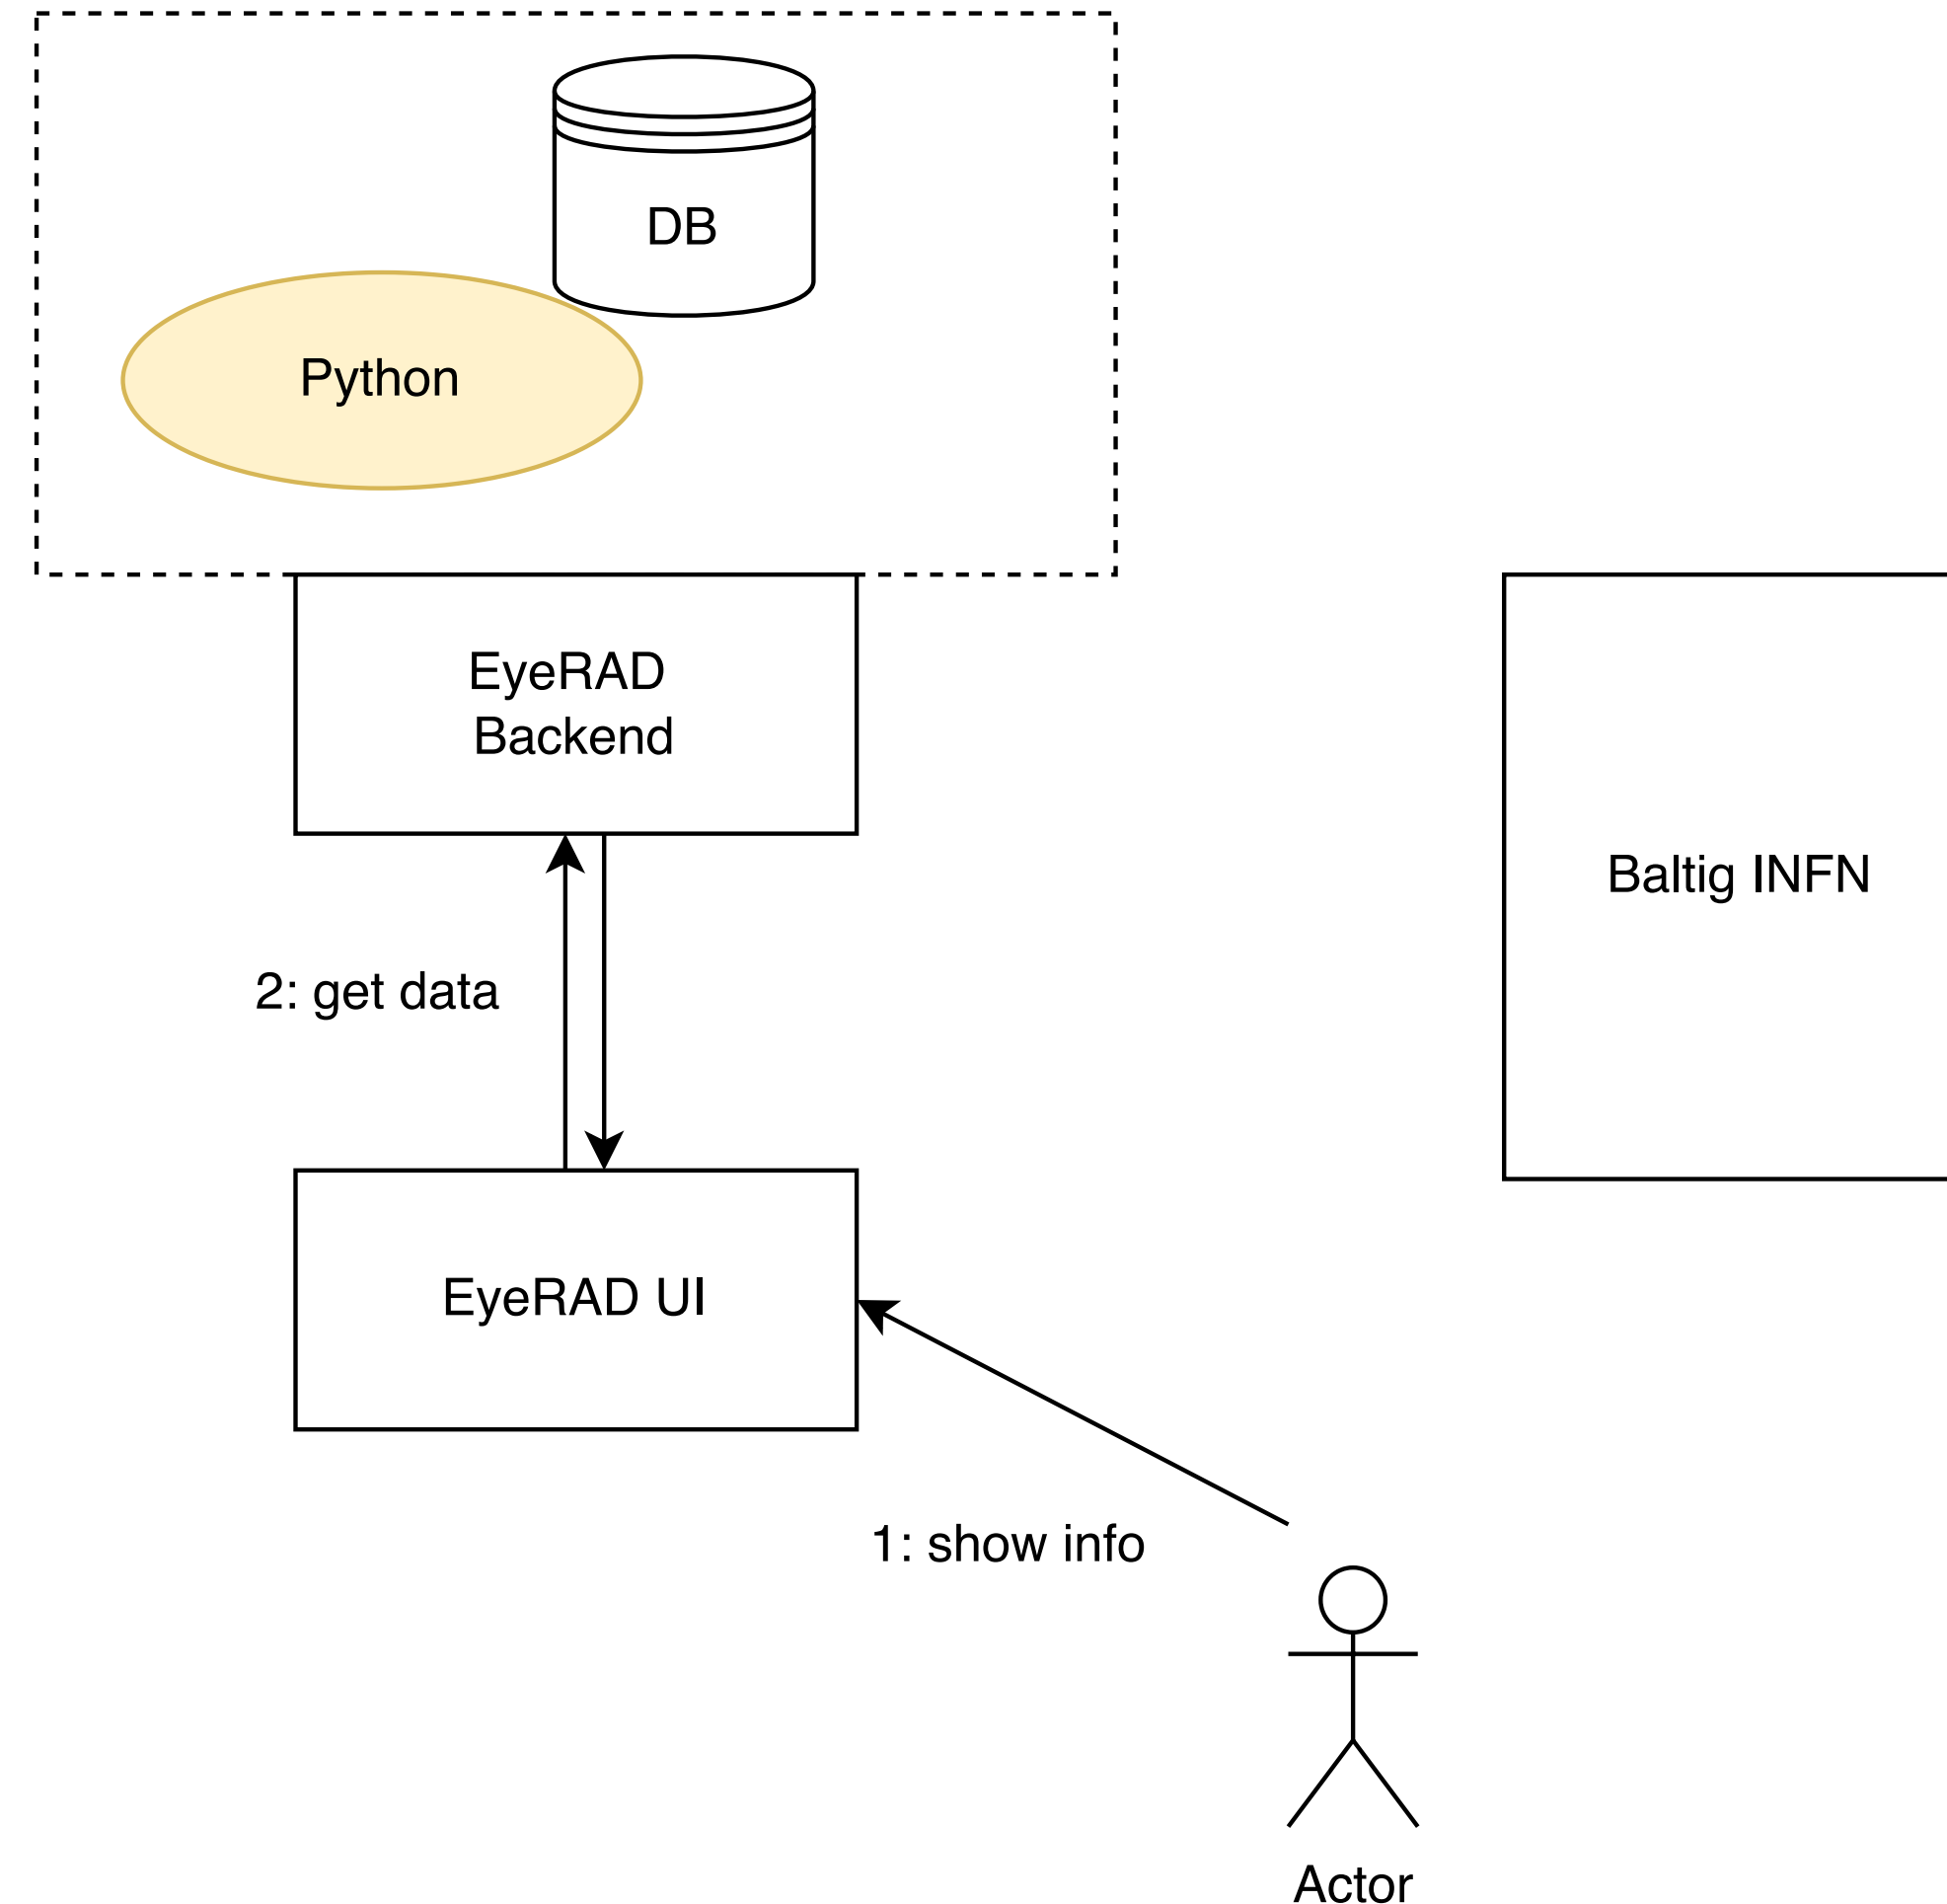 DB
Python
EyeRAD
Backend
Baltig INFN
2: get data
EyeRAD UI
1: show info
Actor